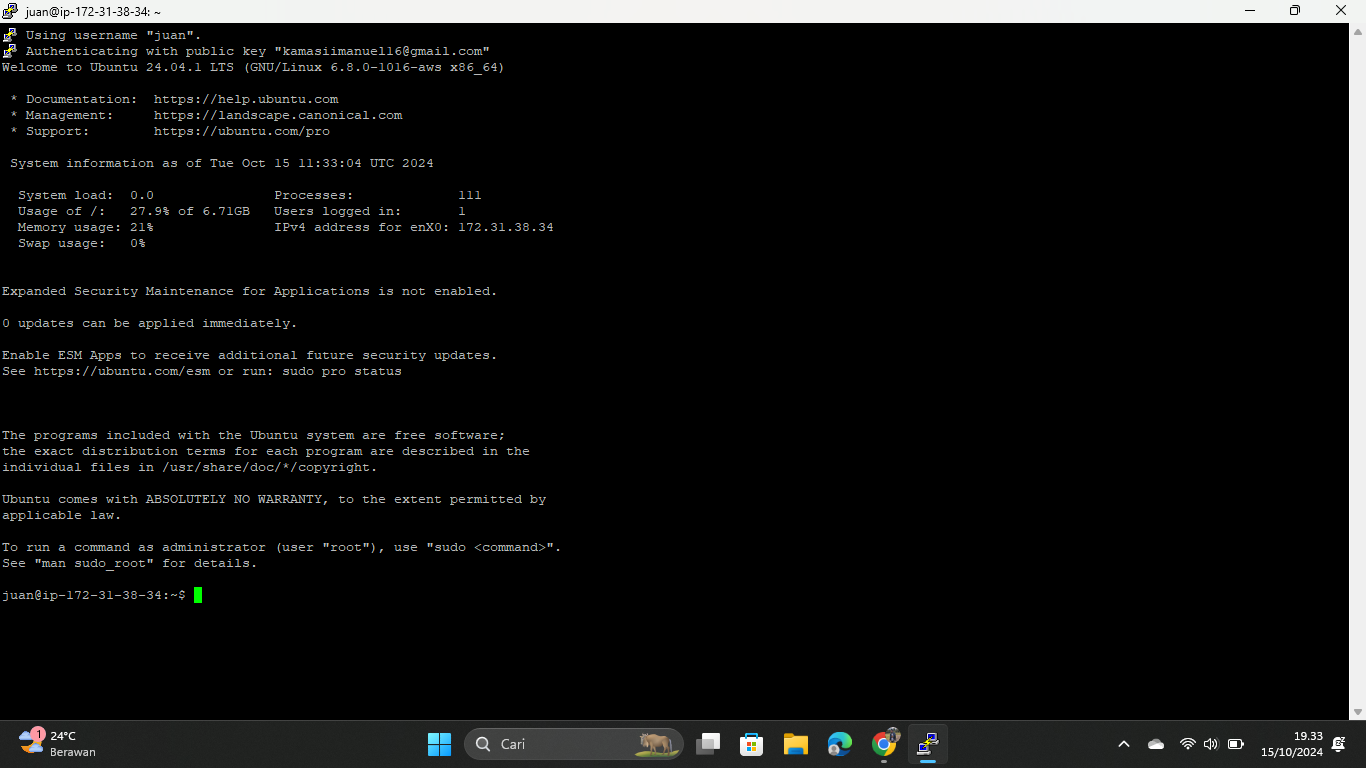 juan@ip-172-31-38-34: ~
Using username "juan".
Authenticating with public key "kamasiimanuel16@gmail.com"
Welcome to Ubuntu 24.04.1 LTS (GNU/Linux 6.8.0-1016-aws x86_64)
* Documentation:  https://help.ubuntu.com
* Management:     https://landscape.canonical.com
* Support:        https://ubuntu.com/pro
System information as of Tue Oct 15 11:33:04 UTC 2024
System load:  0.0               Processes:             111
Usage of /:   27.9% of 6.71GB   Users logged in:       1
Memory usage: 21%               IPv4 address for enX0: 172.31.38.34
Swap usage:   0%
Expanded Security Maintenance for Applications is not enabled.
0 updates can be applied immediately.
Enable ESM Apps to receive additional future security updates.
See https://ubuntu.com/esm or run: sudo pro status
The programs included with the Ubuntu system are free software;
the exact distribution terms for each program are described in the
individual files in /usr/share/doc/*/copyright.
Ubuntu comes with ABSOLUTELY NO WARRANTY, to the extent permitted by
applicable law.
To run a command as administrator (user "root"), use "sudo <command>".
See "man sudo_root" for details.
juan@ip-172-31-38-34:~$
1
24°C
Berawan
Cari
19.33
15/10/2024